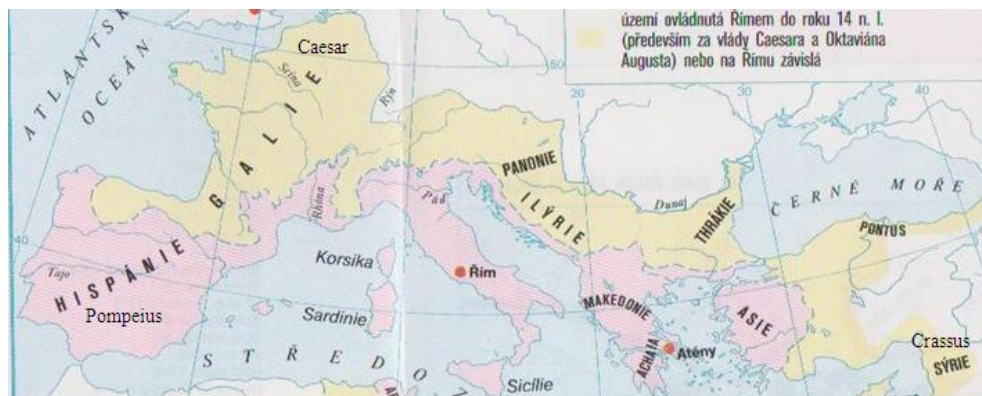 území ovládnutá Římem do roku 14 n. l.
(především za vlády Caesara a Oktaviána
Augusta) nebo na Římu závislá
ATLANTSK
OCEÁN
Caesar
Seina
Rýn
50
20
30
40
GALIE
PANONIE
ILÝRIE
Dunaj
THRÁKIE
ČERNÉ MOŘE
PONTUS
Rhôna
Pád
40
Tajo
HISPÁNIE
Pompeius
Korsika
Řím
Sardinie
MAKEDONIE
ASIE
ACHAIA
Atény
Crassus
SÝRIE
STŘEDOZ
Sicílie